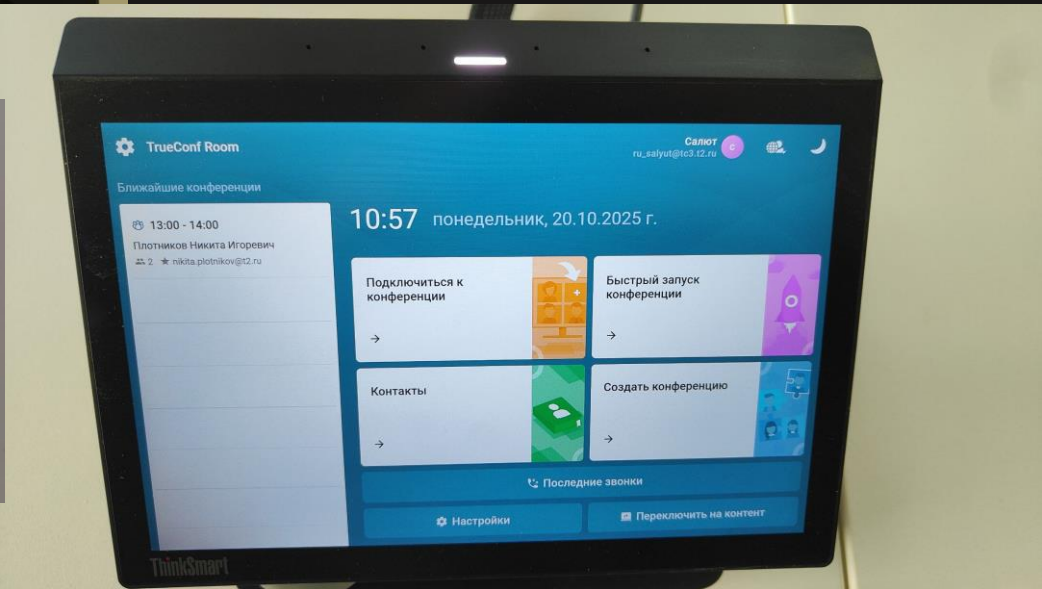 TrueConf Room
Салют
ru_salyut@tc3.t2.ru
С
Ближайшие конференции
13:00 - 14:00
Плотников Никита Игоревич
2 ★ nikita.plotnikov@t2.ru
10:57 понедельник, 20.10.2025 г.
Подключиться к
конференции
→
Быстрый запуск
конференции
→
Контакты
→
Создать конференцию
→
Последние звонки
Настройки
Переключить на контент
ThinkSmart